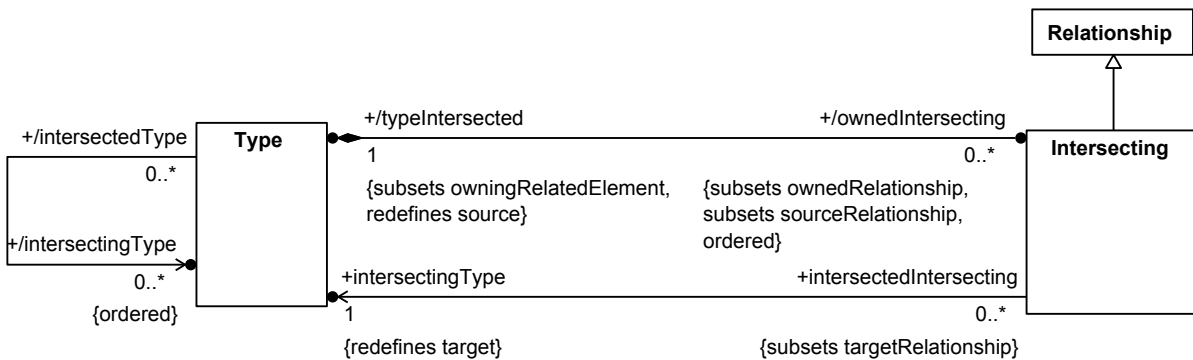 Relationship
+/intersectedType
Type
+/typeIntersected
+/ownedIntersecting
Intersecting
0..*
1
0..*
{subsets owningRelatedElement,
redefines source}
{subsets ownedRelationship,
subsets sourceRelationship,
ordered}
+/intersectingType
0..*
{ordered}
+intersectingType
+intersectedIntersecting
1
0..*
{redefines target}
{subsets targetRelationship}